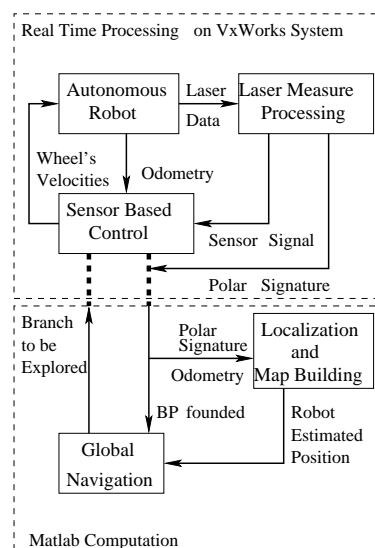 Real Time Processing on VxWorks System
Autonomous
Robot
Laser
Data
Laser Measure
Processing
Wheel's
Velocities
Odometry
Sensor Based
Control
Sensor Signal
Polar Signature
Branch
to be
Explored
Polar
Signature
Odometry
Localization
and
Map Building
BP founded
Robot
Estimated
Position
Global
Navigation
Matlab Computation